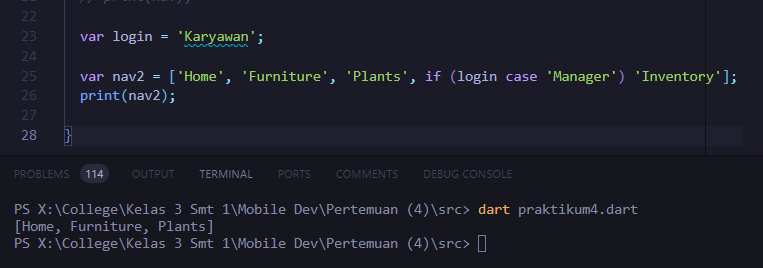 22
23 var login = 'Karyawan';
24
25 var nav2 = ['Home', 'Furniture', 'Plants', if (login case 'Manager') 'Inventory'];
26 print(nav2);
27
28 }
PROBLEMS 114 OUTPUT TERMINAL PORTS COMMENTS DEBUG CONSOLE
PS X:\College\Kelas 3 Smt 1\Mobile Dev\Pertemuan (4)\src> dart praktikum4.dart
[Home, Furniture, Plants]
PS X:\College\Kelas 3 Smt 1\Mobile Dev\Pertemuan (4)\src>